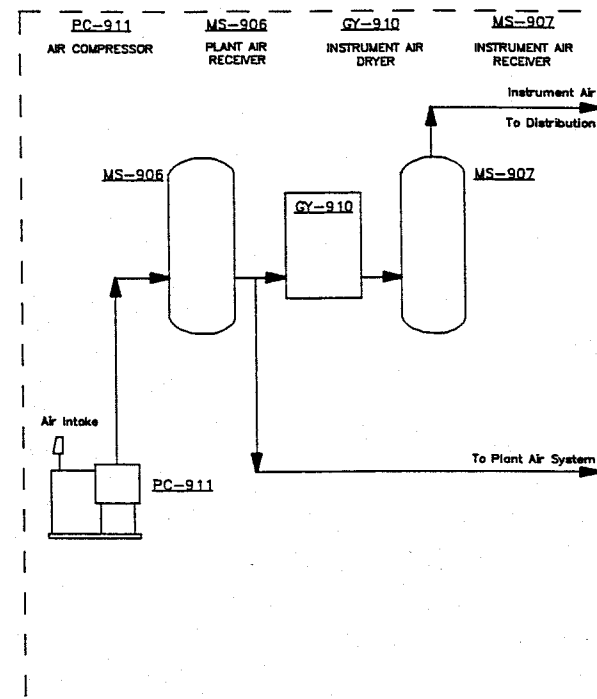 PC-911
AIR COMPRESSOR
MS-906
PLANT AIR
RECEIVER
GY-910
INSTRUMENT AIR
DRYER
MS-907
INSTRUMENT AIR
RECEIVER
Instrument Air
To Distribution
MS-906
GY-910
MS-907
Air Intake
PC-911
To Plant Air System